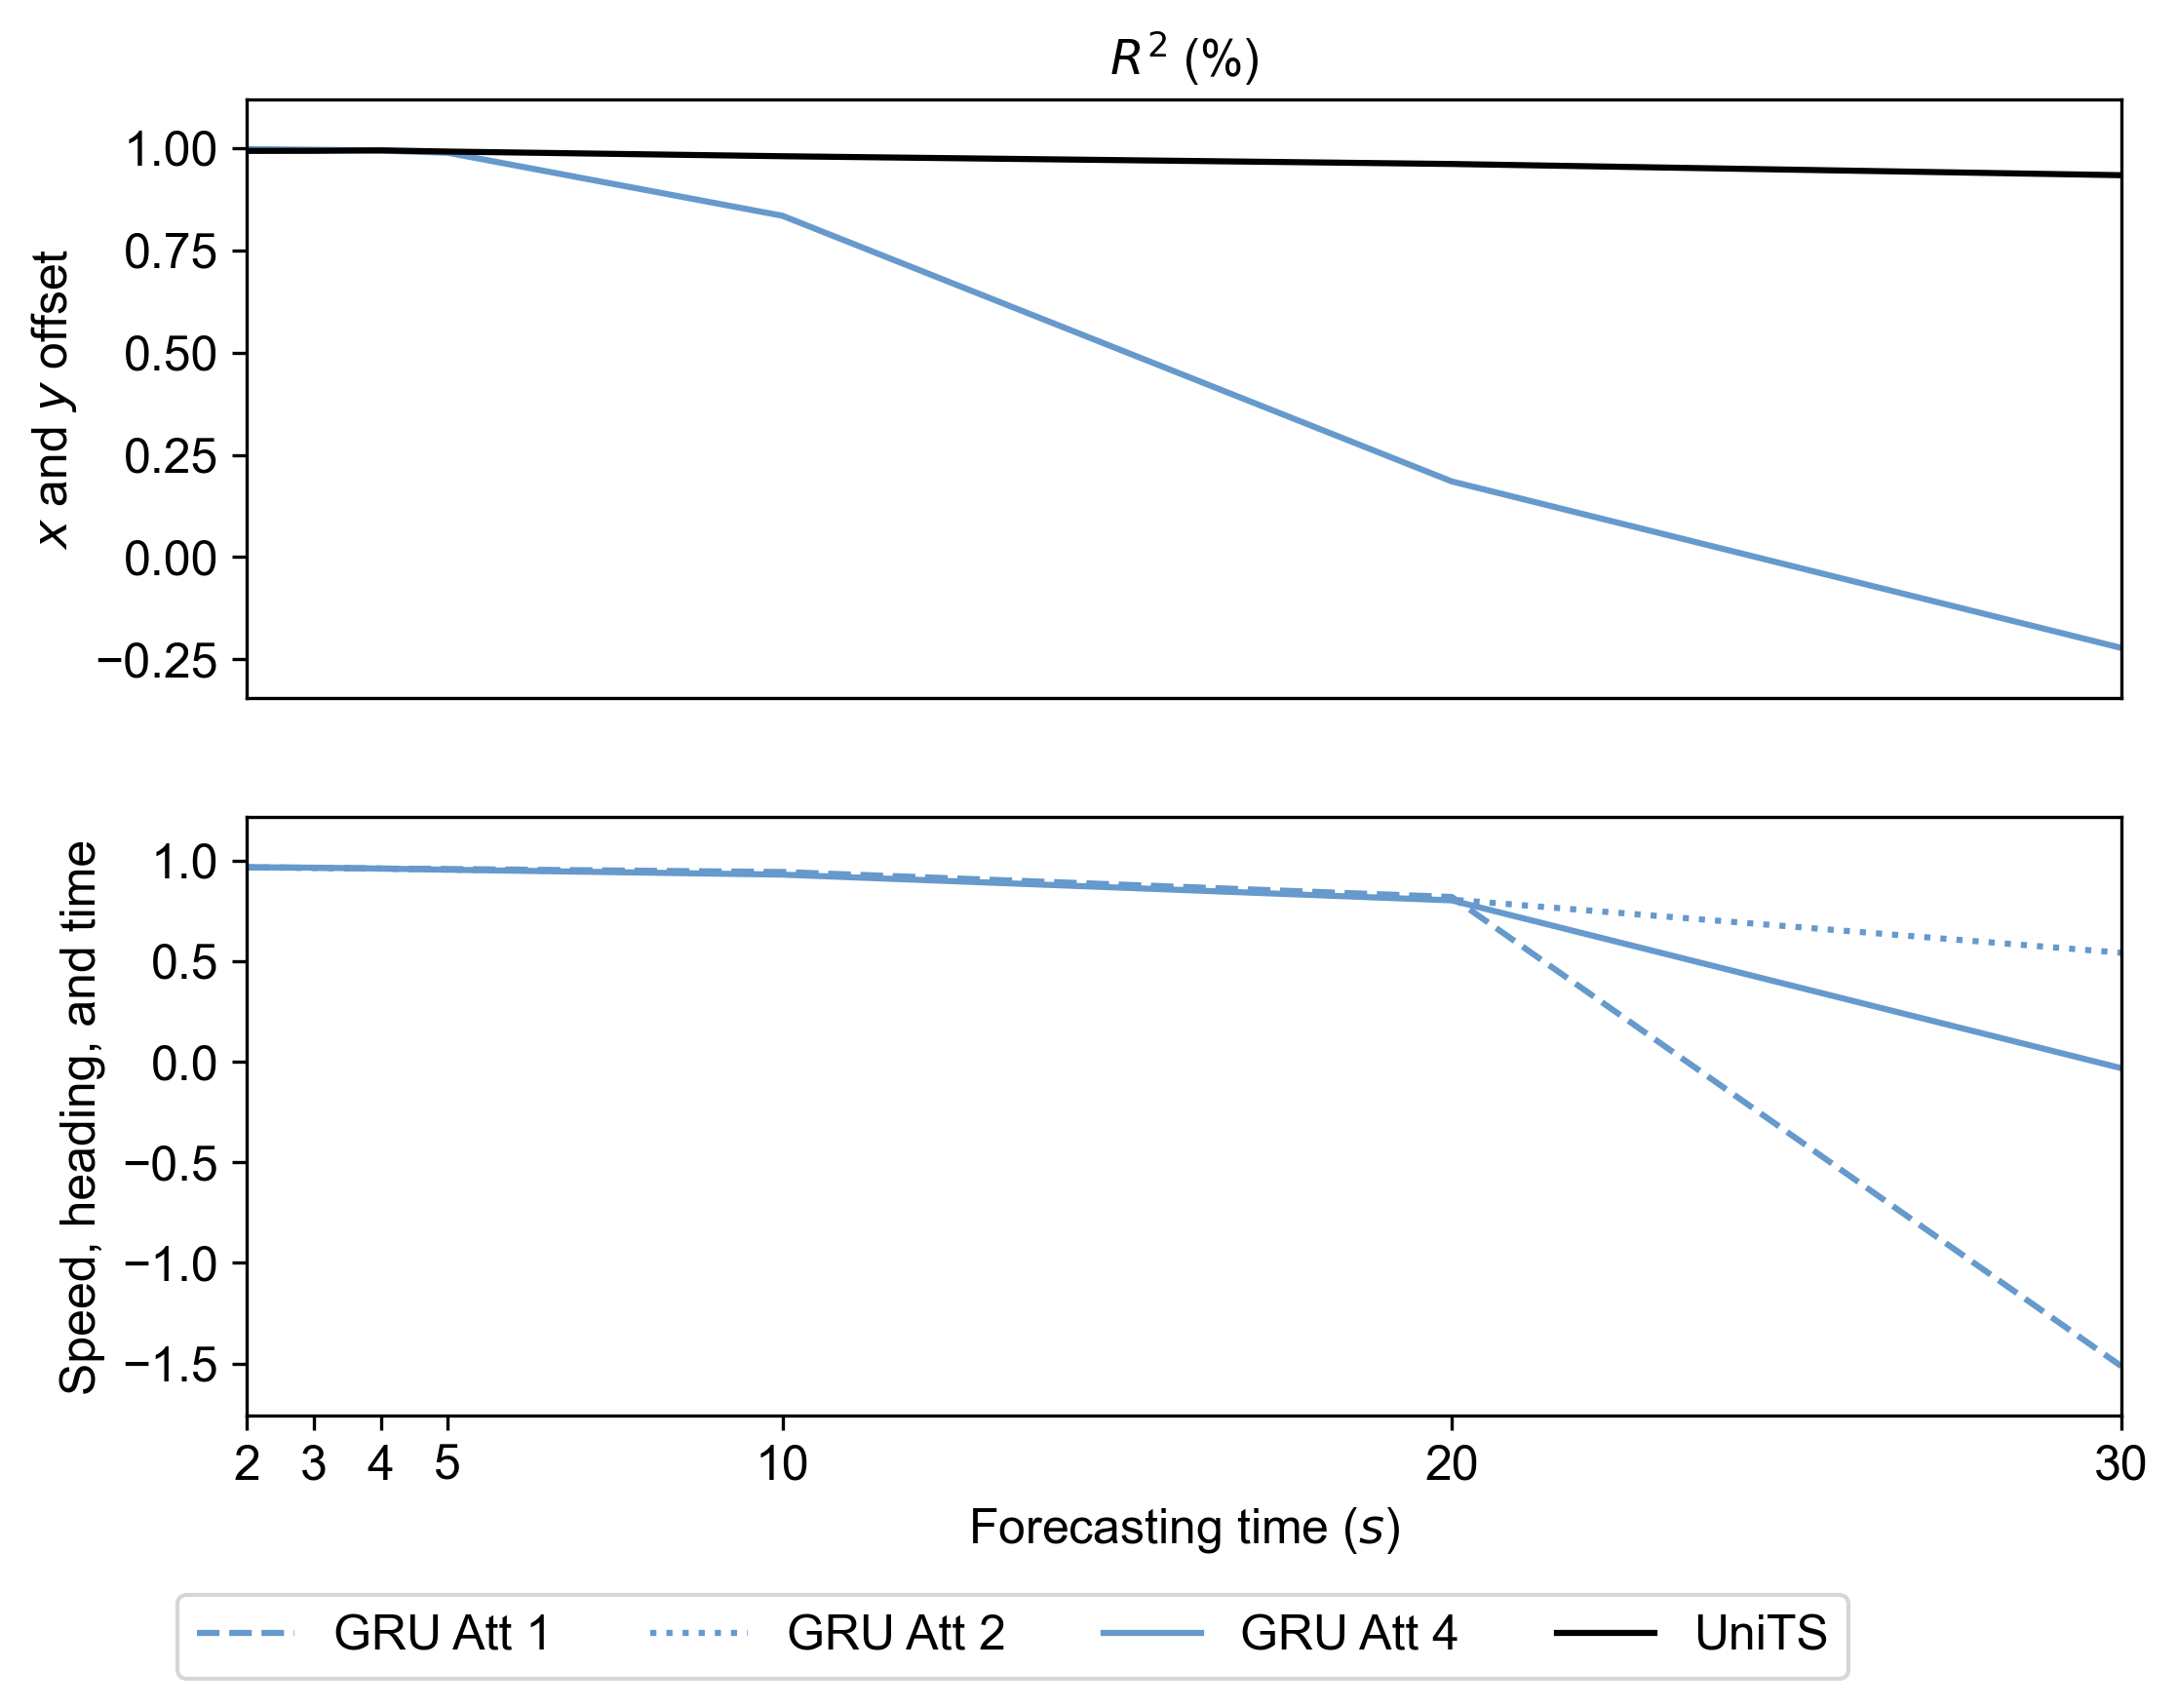 R² (%)
x and y offset
1.00
0.75
0.50
0.25
0.00
−0.25
Speed, heading, and time
1.0
0.5
0.0
−0.5
−1.0
−1.5
2 3 4 5 10 20 30
Forecasting time (s)
GRU Att 1 GRU Att 2 GRU Att 4 UniTS